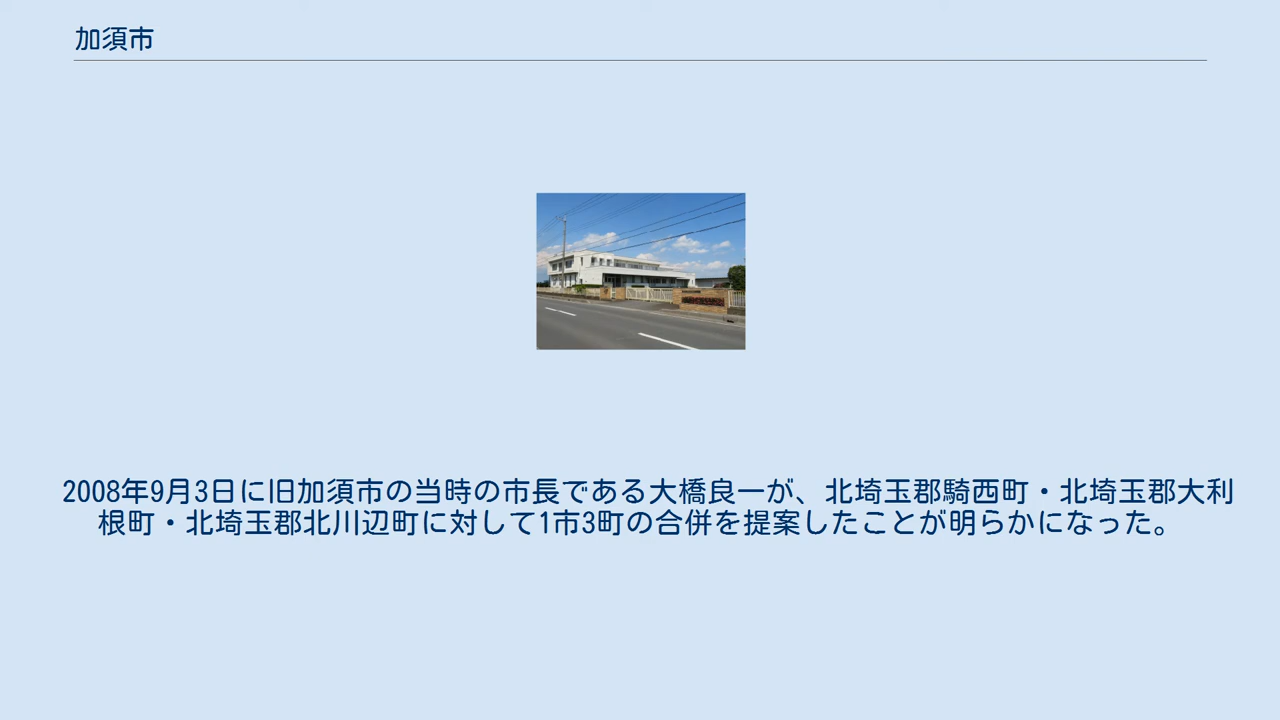 加須市
2008年9月3日に旧加須市の当時の市長である大橋良一が、北埼玉郡騎西町・北埼玉郡大利
根町・北埼玉郡北川辺町に対して1市3町の合併を提案したことが明らかになった。